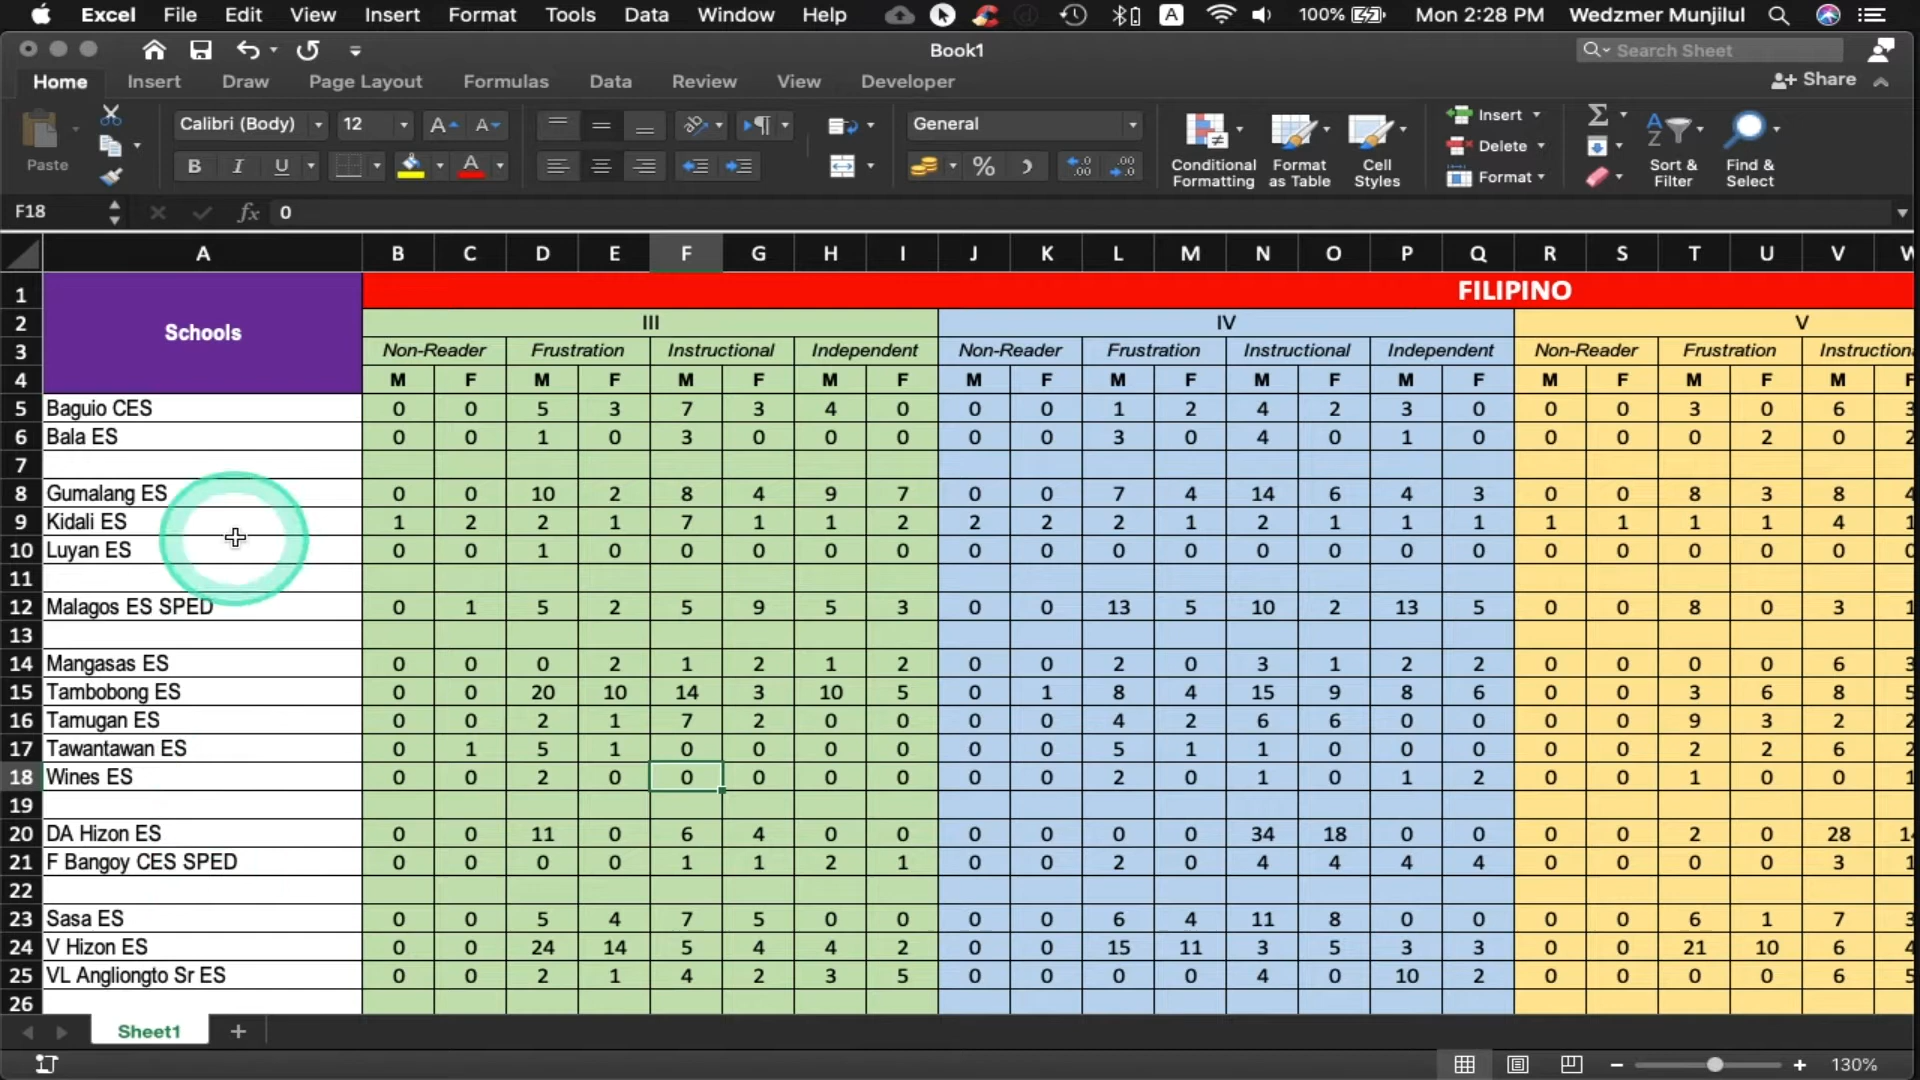 Excel File Edit View Insert Format Tools Data Window Help A 100% Mon 2:28 PM Wedzmer Munjilul
Book1 Search Sheet
Home Insert Draw Page Layout Formulas Data Review View Developer Share
Paste Calibri (Body) 12 A A General Insert
B I U A % Delete
Conditional Formatting Format as Table Cell Styles Format Sort & Filter Find & Select
F18 fx 0
A B C D E F G H I J K L M N O P Q R S T U V W
1 Schools FILIPINO
2 III IV V
3 Non-Reader Frustration Instructional Independent Non-Reader Frustration Instructional Independent Non-Reader Frustration Instruction
4 M F M F M F M F M F M F M F M F M F M F M F
5 Baguio CES 0 0 5 3 7 3 4 0 0 0 1 2 4 2 3 0 0 0 3 0 6 3
6 Bala ES 0 0 1 0 3 0 0 0 0 0 3 0 4 0 1 0 0 0 0 2 0 2
7
8 Gumalang ES 0 0 10 2 8 4 9 7 0 0 7 4 14 6 4 3 0 0 8 3 8 4
9 Kidali ES 1 2 2 1 7 1 1 2 2 2 2 1 2 1 1 1 1 1 1 1 4 1
10 Luyan ES 0 0 1 0 0 0 0 0 0 0 0 0 0 0 0 0 0 0 0 0 0 0
11
12 Malagos ES SPED 0 1 5 2 5 9 5 3 0 0 13 5 10 2 13 5 0 0 8 0 3 1
13
14 Mangasas ES 0 0 0 2 1 2 1 2 0 0 2 0 3 1 2 2 0 0 0 0 6 3
15 Tambobong ES 0 0 20 10 14 3 10 5 0 1 8 4 15 9 8 6 0 0 3 6 8 5
16 Tamugan ES 0 0 2 1 7 2 0 0 0 0 4 2 6 6 0 0 0 0 9 3 2 2
17 Tawantawan ES 0 1 5 1 0 0 0 0 0 0 5 1 1 0 0 0 0 0 2 2 6 2
18 Wines ES 0 0 2 0 0 0 0 0 0 0 2 0 1 0 1 2 0 0 1 0 0 1
19
20 DA Hizon ES 0 0 11 0 6 4 0 0 0 0 0 0 34 18 0 0 0 0 2 0 28 14
21 F Bangoy CES SPED 0 0 0 0 1 1 2 1 0 0 2 0 4 4 4 4 0 0 0 0 3 1
22
23 Sasa ES 0 0 5 4 7 5 0 0 0 0 6 4 11 8 0 0 0 0 6 1 7 3
24 V Hizon ES 0 0 24 14 5 4 4 2 0 0 15 11 3 5 3 3 0 0 21 10 6 4
25 VL Angliongto Sr ES 0 0 2 1 4 2 3 5 0 0 0 0 4 0 10 2 0 0 0 0 6 5
26
Sheet1 +
130%